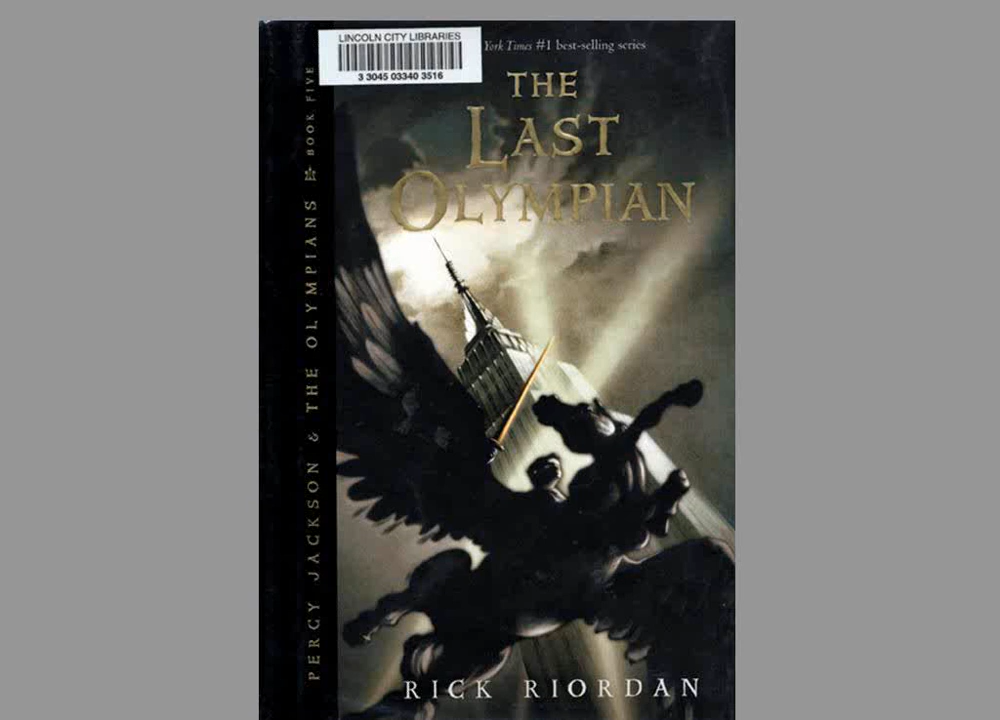 LINCOLN CITY LIBRARIES
3 3045 03340 3516
York Times #1 best-selling series
THE
LAST
OLYMPIAN
PERCY JACKSON & THE OLYMPIANS ★ BOOK FIVE
RICK RIORDAN